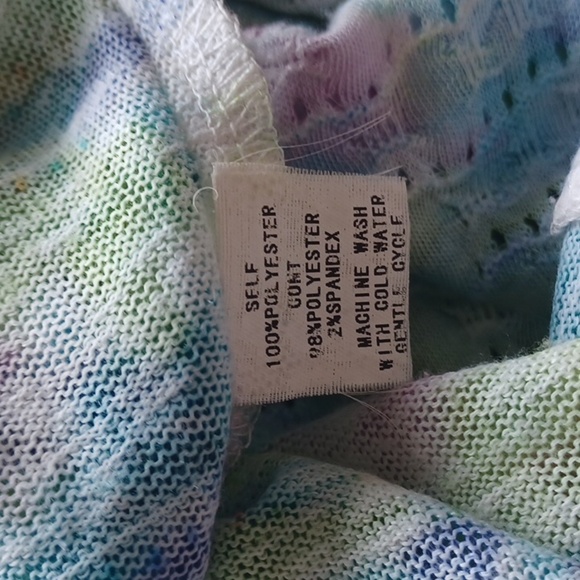 SELF
100%POLYESTER
CONT
98%POLYESTER
2%SPANDEX
MACHINE WASH
WITH COLD WATER
GENTLE CYCLE